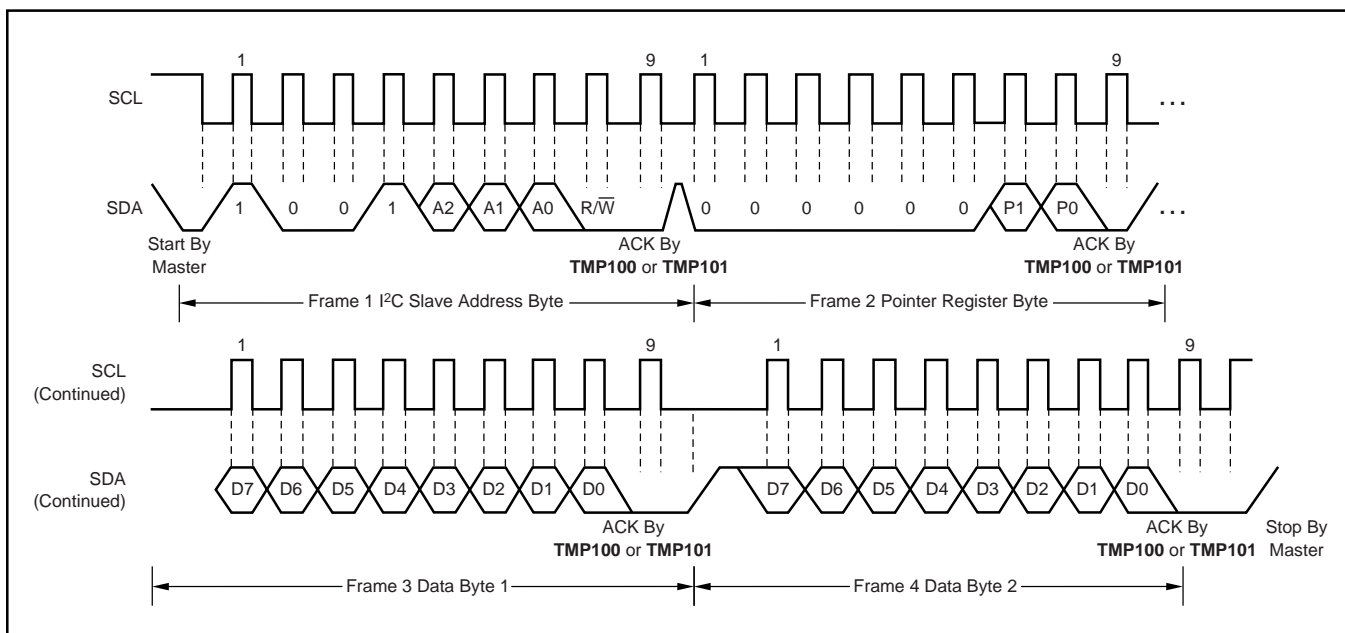 1 9 1 9
SCL ...
SDA 1 0 0 1 A2 A1 A0 R/W̅ 0 0 0 0 0 0 P1 P0 ...
Start By Master
ACK By TMP100 or TMP101
ACK By TMP100 or TMP101
Frame 1 I²C Slave Address Byte
Frame 2 Pointer Register Byte
1 9 1 9
SCL (Continued)
SDA (Continued) D7 D6 D5 D4 D3 D2 D1 D0 D7 D6 D5 D4 D3 D2 D1 D0
ACK By TMP100 or TMP101
ACK By TMP100 or TMP101
Stop By Master
Frame 3 Data Byte 1
Frame 4 Data Byte 2